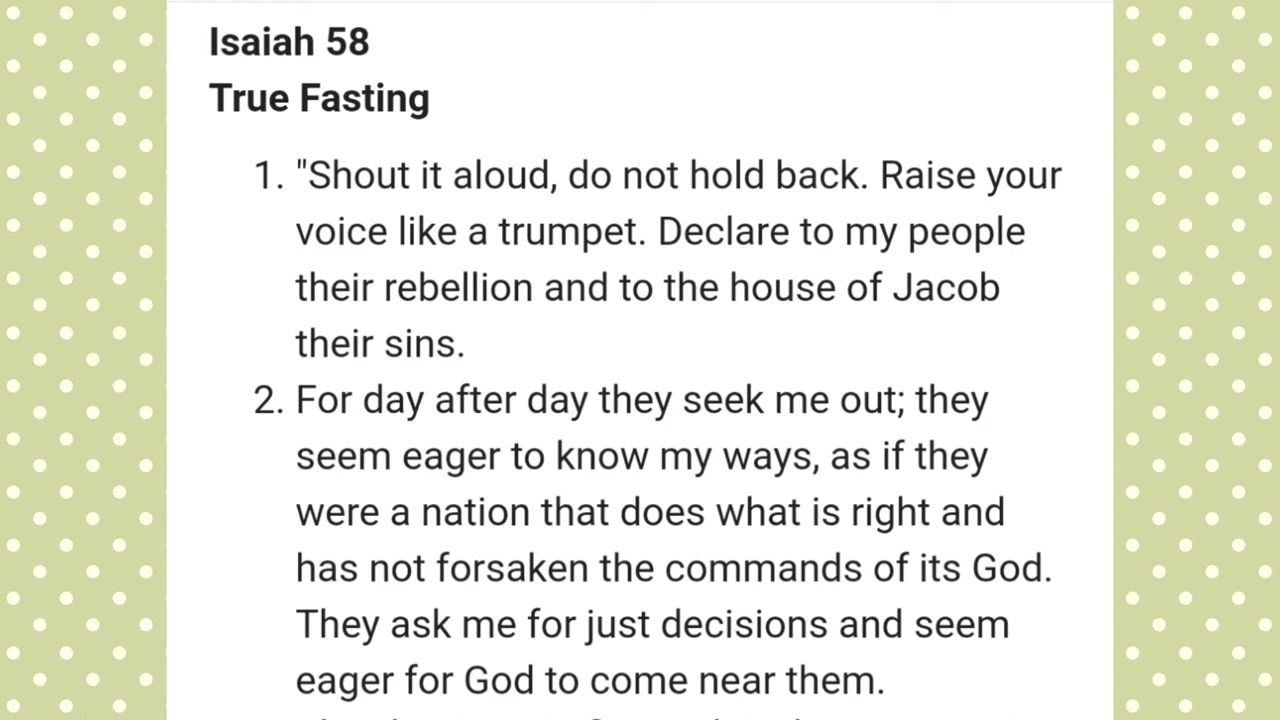 Isaiah 58
True Fasting
1. "Shout it aloud, do not hold back. Raise your
voice like a trumpet. Declare to my people
their rebellion and to the house of Jacob
their sins.
2. For day after day they seek me out; they
seem eager to know my ways, as if they
were a nation that does what is right and
has not forsaken the commands of its God.
They ask me for just decisions and seem
eager for God to come near them.